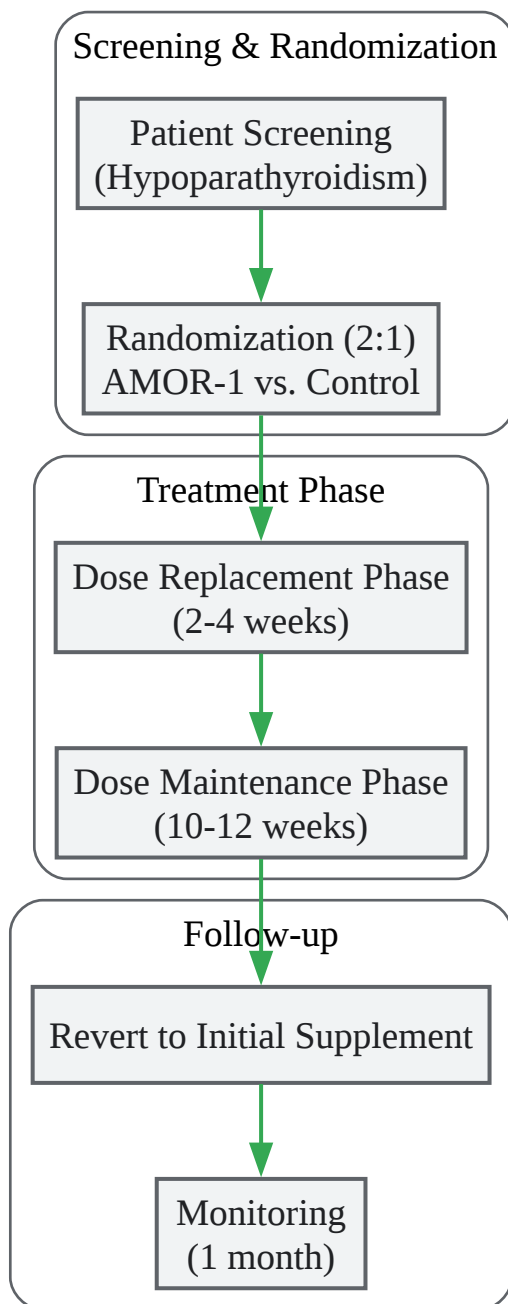 Screening & Randomization
Patient Screening
(Hypoparathyroidism)
Randomization (2:1)
AMOR-1 vs. Control
Treatment Phase
Dose Replacement Phase
(2-4 weeks)
Dose Maintenance Phase
(10-12 weeks)
Follow-up
Revert to Initial Supplement
Monitoring
(1 month)